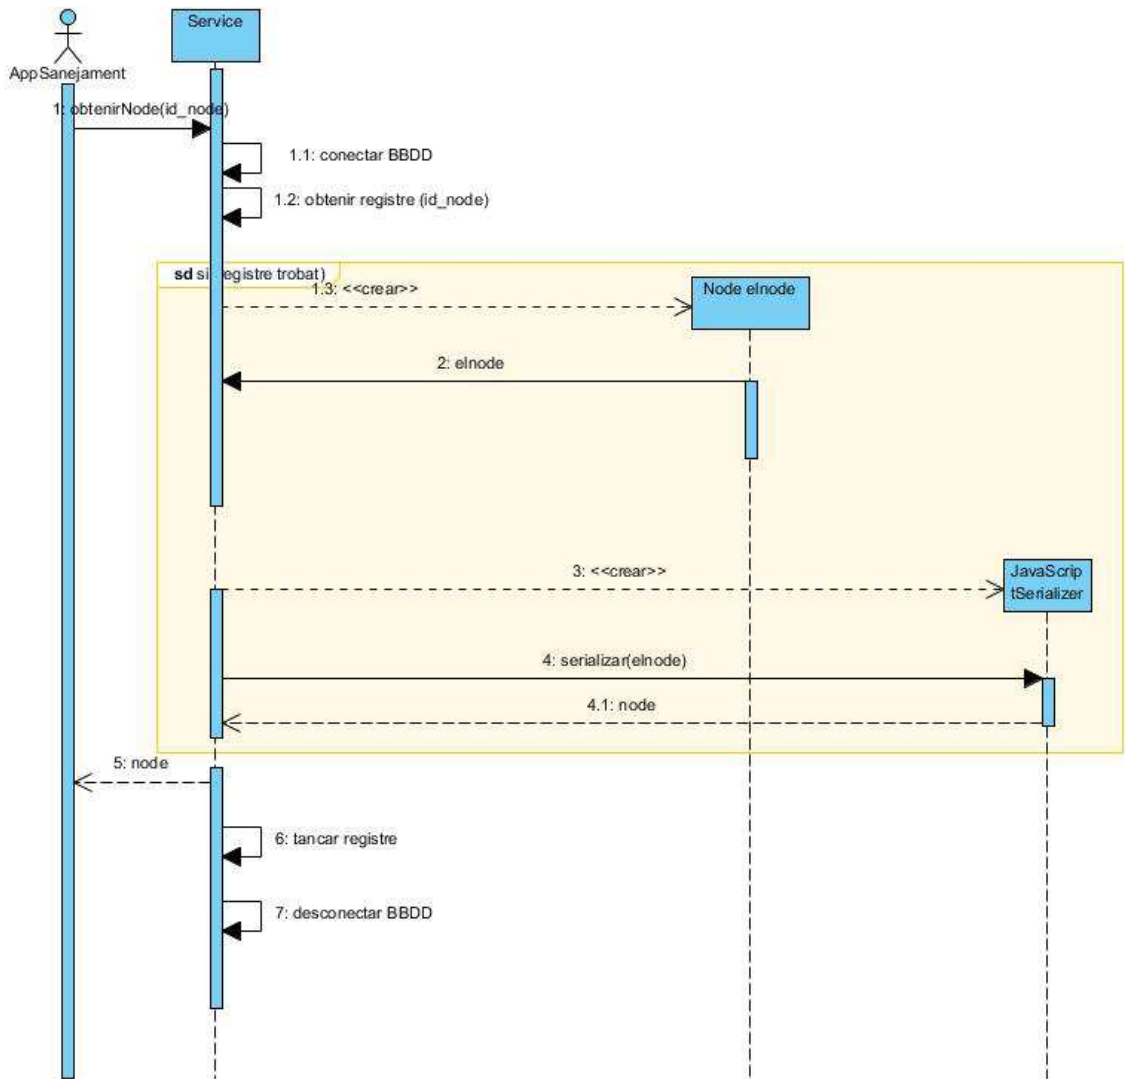 Service
AppSanejament
1: obtenirNode(id_node)
1.1: conectar BBDD
1.2: obtenir registre (id_node)
sd si registre trobat)
1.3: <<crear>>
Node elnode
2: elnode
3: <<crear>>
JavaScrip
tSerializer
4: serializar(elnode)
4.1: node
5: node
6: tancar registre
7: desconectar BBDD